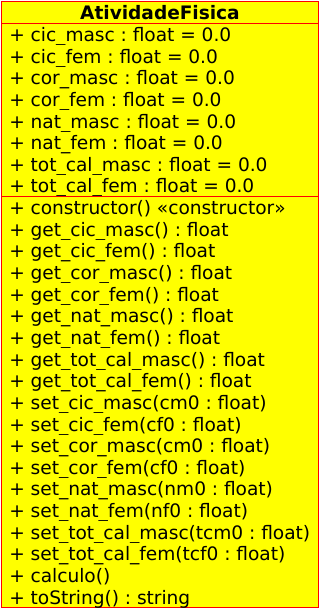 AtividadeFisica
+ cic_masc : float = 0.0
+ cic_fem : float = 0.0
+ cor_masc : float = 0.0
+ cor_fem : float = 0.0
+ nat_masc : float = 0.0
+ nat_fem : float = 0.0
+ tot_cal_masc : float = 0.0
+ tot_cal_fem : float = 0.0
+ constructor() «constructor»
+ get_cic_masc() : float
+ get_cic_fem() : float
+ get_cor_masc() : float
+ get_cor_fem() : float
+ get_nat_masc() : float
+ get_nat_fem() : float
+ get_tot_cal_masc() : float
+ get_tot_cal_fem() : float
+ set_cic_masc(cm0 : float)
+ set_cic_fem(cf0 : float)
+ set_cor_masc(cm0 : float)
+ set_cor_fem(cf0 : float)
+ set_nat_masc(nm0 : float)
+ set_nat_fem(nf0 : float)
+ set_tot_cal_masc(tcm0 : float)
+ set_tot_cal_fem(tcf0 : float)
+ calculo()
+ toString() : string